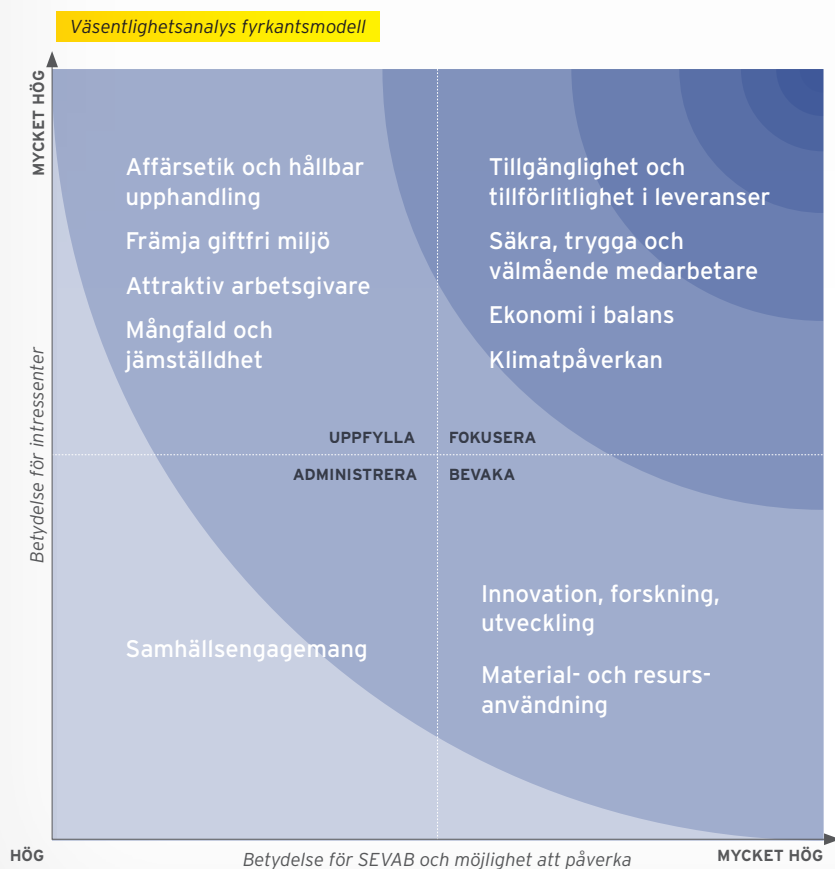 Väsentlighetsanalys fyrkantsmodell
MYCKET HÖG
Affärsetik och hållbar
upphandling
Främja giftfri miljö
Attraktiv arbetsgivare
Mångfald och
jämställdhet
Tillgänglighet och
tillförlitlighet i leveranser
Säkra, trygga och
välmående medarbetare
Ekonomi i balans
Klimatpåverkan
Betydelse för intressenter
UPPFYLLA
FOKUSERA
ADMINISTRERA
BEVAKA
Samhällsengagemang
Innovation, forskning,
utveckling
Material- och resurs-
användning
HÖG
Betydelse för SEVAB och möjlighet att påverka
MYCKET HÖG